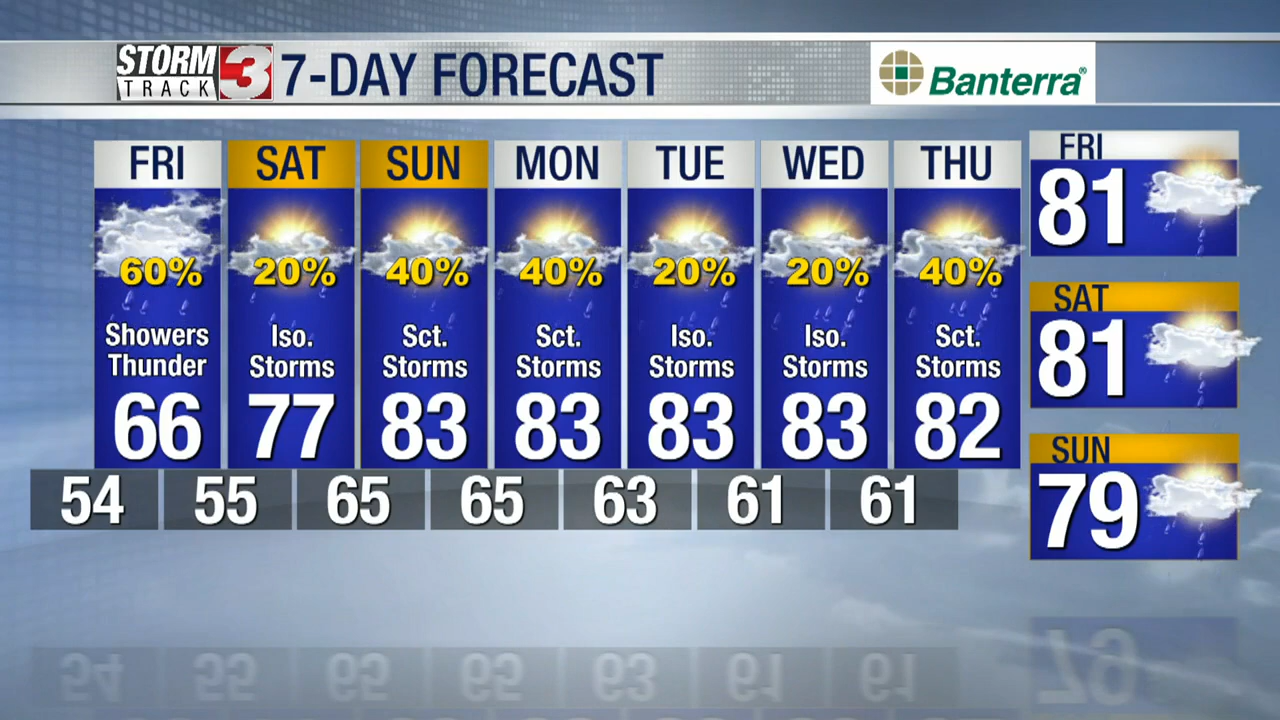 STORM TRACK 3 7-DAY FORECAST
Banterra®
FRI SAT SUN MON TUE WED THU
60% 20% 40% 40% 20% 20% 40%
Showers Iso. Sct. Sct. Iso. Iso. Sct.
Thunder Storms Storms Storms Storms Storms Storms
66 77 83 83 83 83 82
54 55 65 65 63 61 61
FRI
81
SAT
81
SUN
79